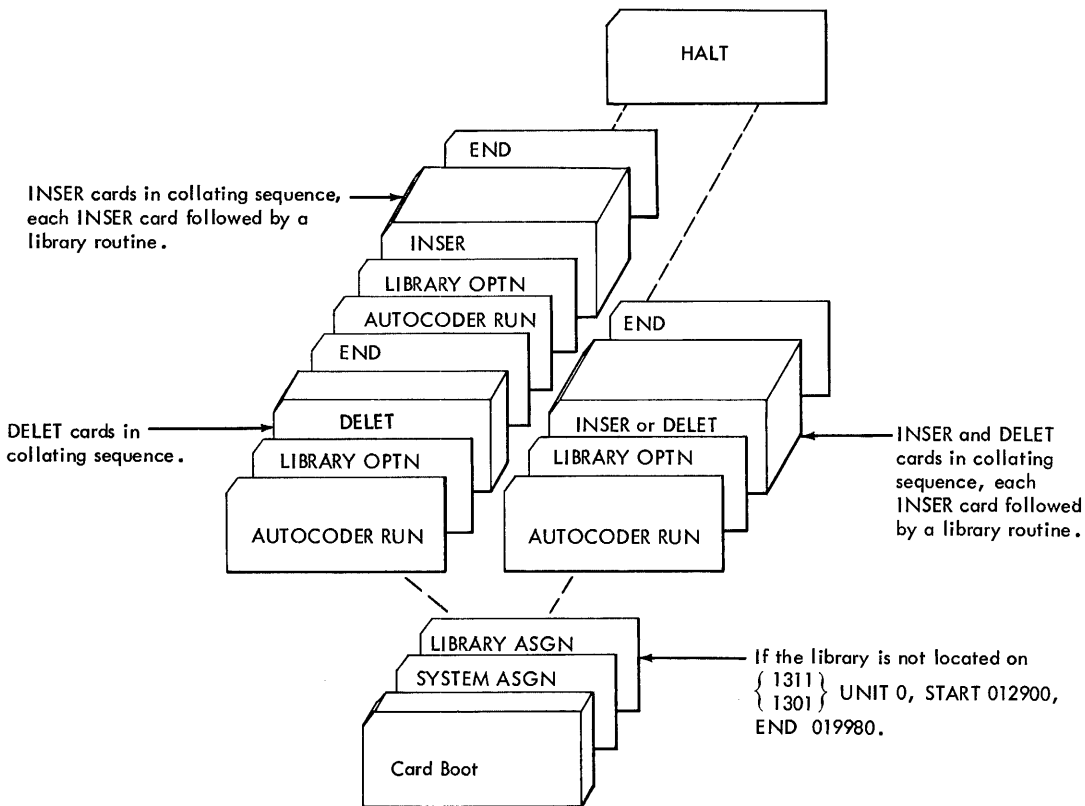 HALT
END
INSER cards in collating sequence,
each INSER card followed by a
library routine.
INSER
LIBRARY OPTN
AUTOCODER RUN
END
DELET
DELET cards in
collating sequence.
LIBRARY OPTN
AUTOCODER RUN
END
INSER or DELET
INSER and DELET
cards in collating
sequence, each
INSER card followed
by a library routine.
LIBRARY OPTN
AUTOCODER RUN
LIBRARY ASGN
SYSTEM ASGN
Card Boot
If the library is not located on
{ 1311
1301 } UNIT 0, START 012900,
END 019980.